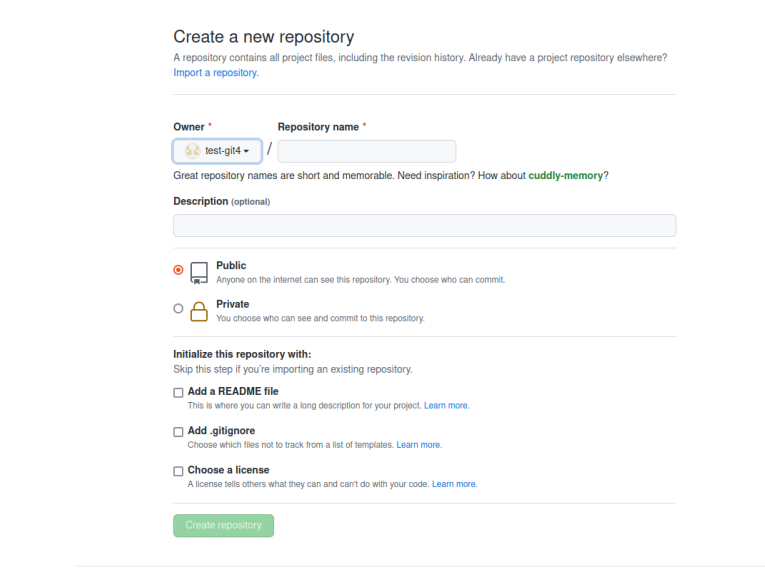 Create a new repository
A repository contains all project files, including the revision history. Already have a project repository elsewhere?
Import a repository.
Owner * Repository name *
test-git4 /
Great repository names are short and memorable. Need inspiration? How about cuddly-memory?
Description (optional)
Public
Anyone on the internet can see this repository. You choose who can commit.
Private
You choose who can see and commit to this repository.
Initialize this repository with:
Skip this step if you're importing an existing repository.
Add a README file
This is where you can write a long description for your project. Learn more.
Add .gitignore
Choose which files not to track from a list of templates. Learn more.
Choose a license
A license tells others what they can and can't do with your code. Learn more.
Create repository